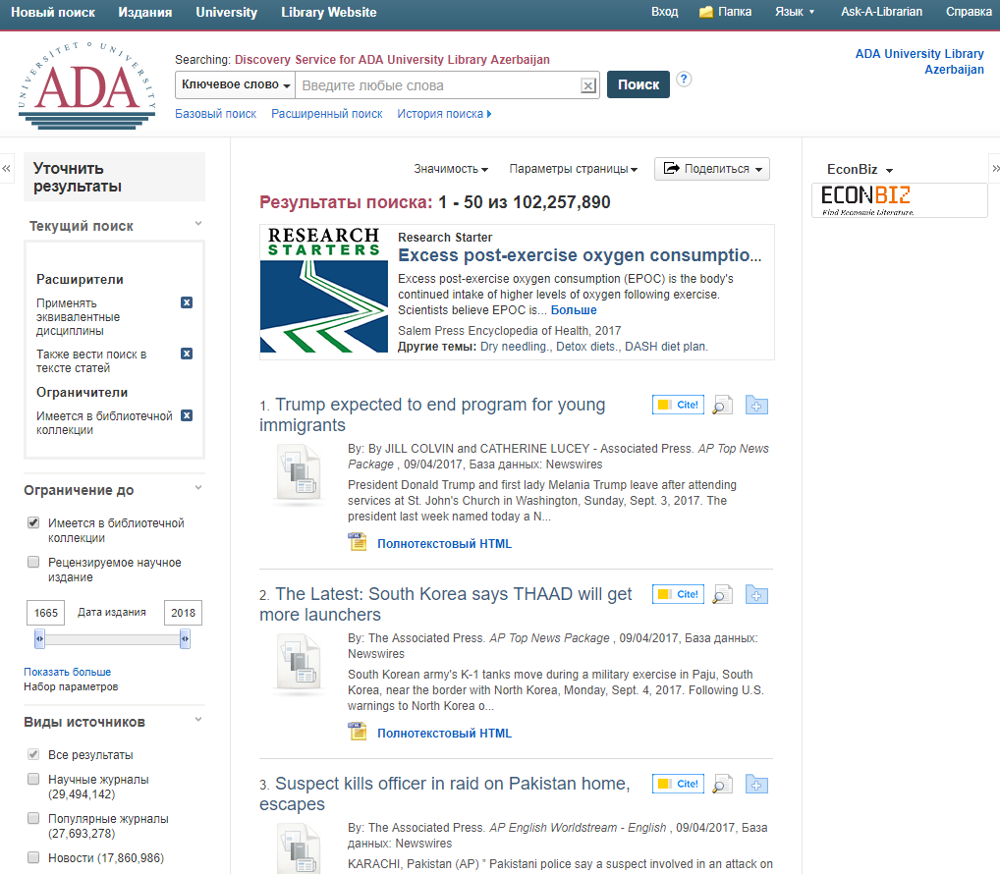 Новый поиск Издания University Library Website Вход Папка Язык Ask-A-Librarian Справка
UNIVERSITET UNIVERSITY
ADA
Searching: Discovery Service for ADA University Library Azerbaijan
Ключевое слово Введите любые слова Поиск ?
Базовый поиск Расширенный поиск История поиска
ADA University Library
Azerbaijan
«
Уточнить
результаты
Текущий поиск
Расширители
Применять
эквивалентные
дисциплины
Также вести поиск в
тексте статей
Ограничители
Имеется в библиотечной
коллекции
Ограничение до
Имеется в библиотечной
коллекции
Рецензируемое научное
издание
1665 Дата издания 2018
Показать больше
Набор параметров
Виды источников
Все результаты
Научные журналы
(29,494,142)
Популярные журналы
(27,693,278)
Новости (17,860,986)
Значимость Параметры страницы Поделиться
Результаты поиска: 1 - 50 из 102,257,890
RESEARCH
STARTERS
Research Starter
Excess post-exercise oxygen consumptio...
Excess post-exercise oxygen consumption (EPOC) is the body's
continued intake of higher levels of oxygen following exercise.
Scientists believe EPOC is... Больше
Salem Press Encyclopedia of Health, 2017
Другие темы: Dry needling., Detox diets., DASH diet plan.
1. Trump expected to end program for young
immigrants
Cite!
By: By JILL COLVIN and CATHERINE LUCEY - Associated Press. AP Top News
Package , 09/04/2017, База данных: Newswires
President Donald Trump and first lady Melania Trump leave after attending
services at St. John's Church in Washington, Sunday, Sept. 3, 2017. The
president last week named today a N...
Полнотекстовый HTML
2. The Latest: South Korea says THAAD will get
more launchers
Cite!
By: The Associated Press. AP Top News Package , 09/04/2017, База данных:
Newswires
South Korean army's K-1 tanks move during a military exercise in Paju, South
Korea, near the border with North Korea, Monday, Sept. 4, 2017. Following U.S.
warnings to North Korea o...
Полнотекстовый HTML
3. Suspect kills officer in raid on Pakistan home,
escapes
Cite!
By: The Associated Press. AP English Worldstream - English , 09/04/2017, База
данных: Newswires
KARACHI, Pakistan (AP) ” Pakistani police say a suspect involved in an attack on
EconBiz
»
ECONBIZ
Find Economic Literature.